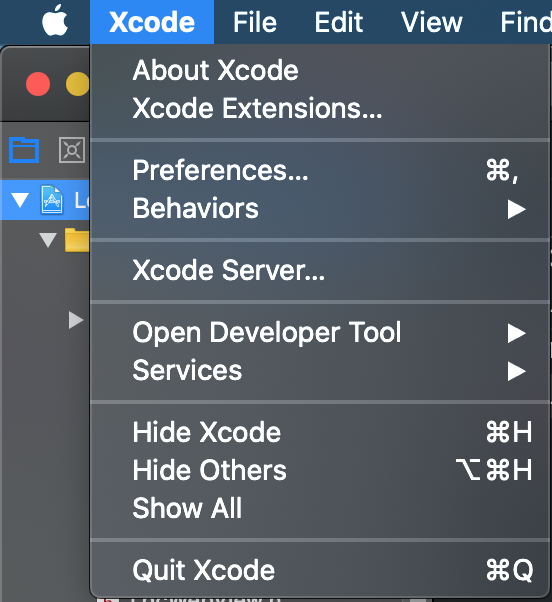 Xcode File Edit View Find
About Xcode
Xcode Extensions...
Preferences... ⌘,
Behaviors ▶
Xcode Server...
Open Developer Tool ▶
Services ▶
Hide Xcode ⌘H
Hide Others ⌥⌘H
Show All
Quit Xcode ⌘Q